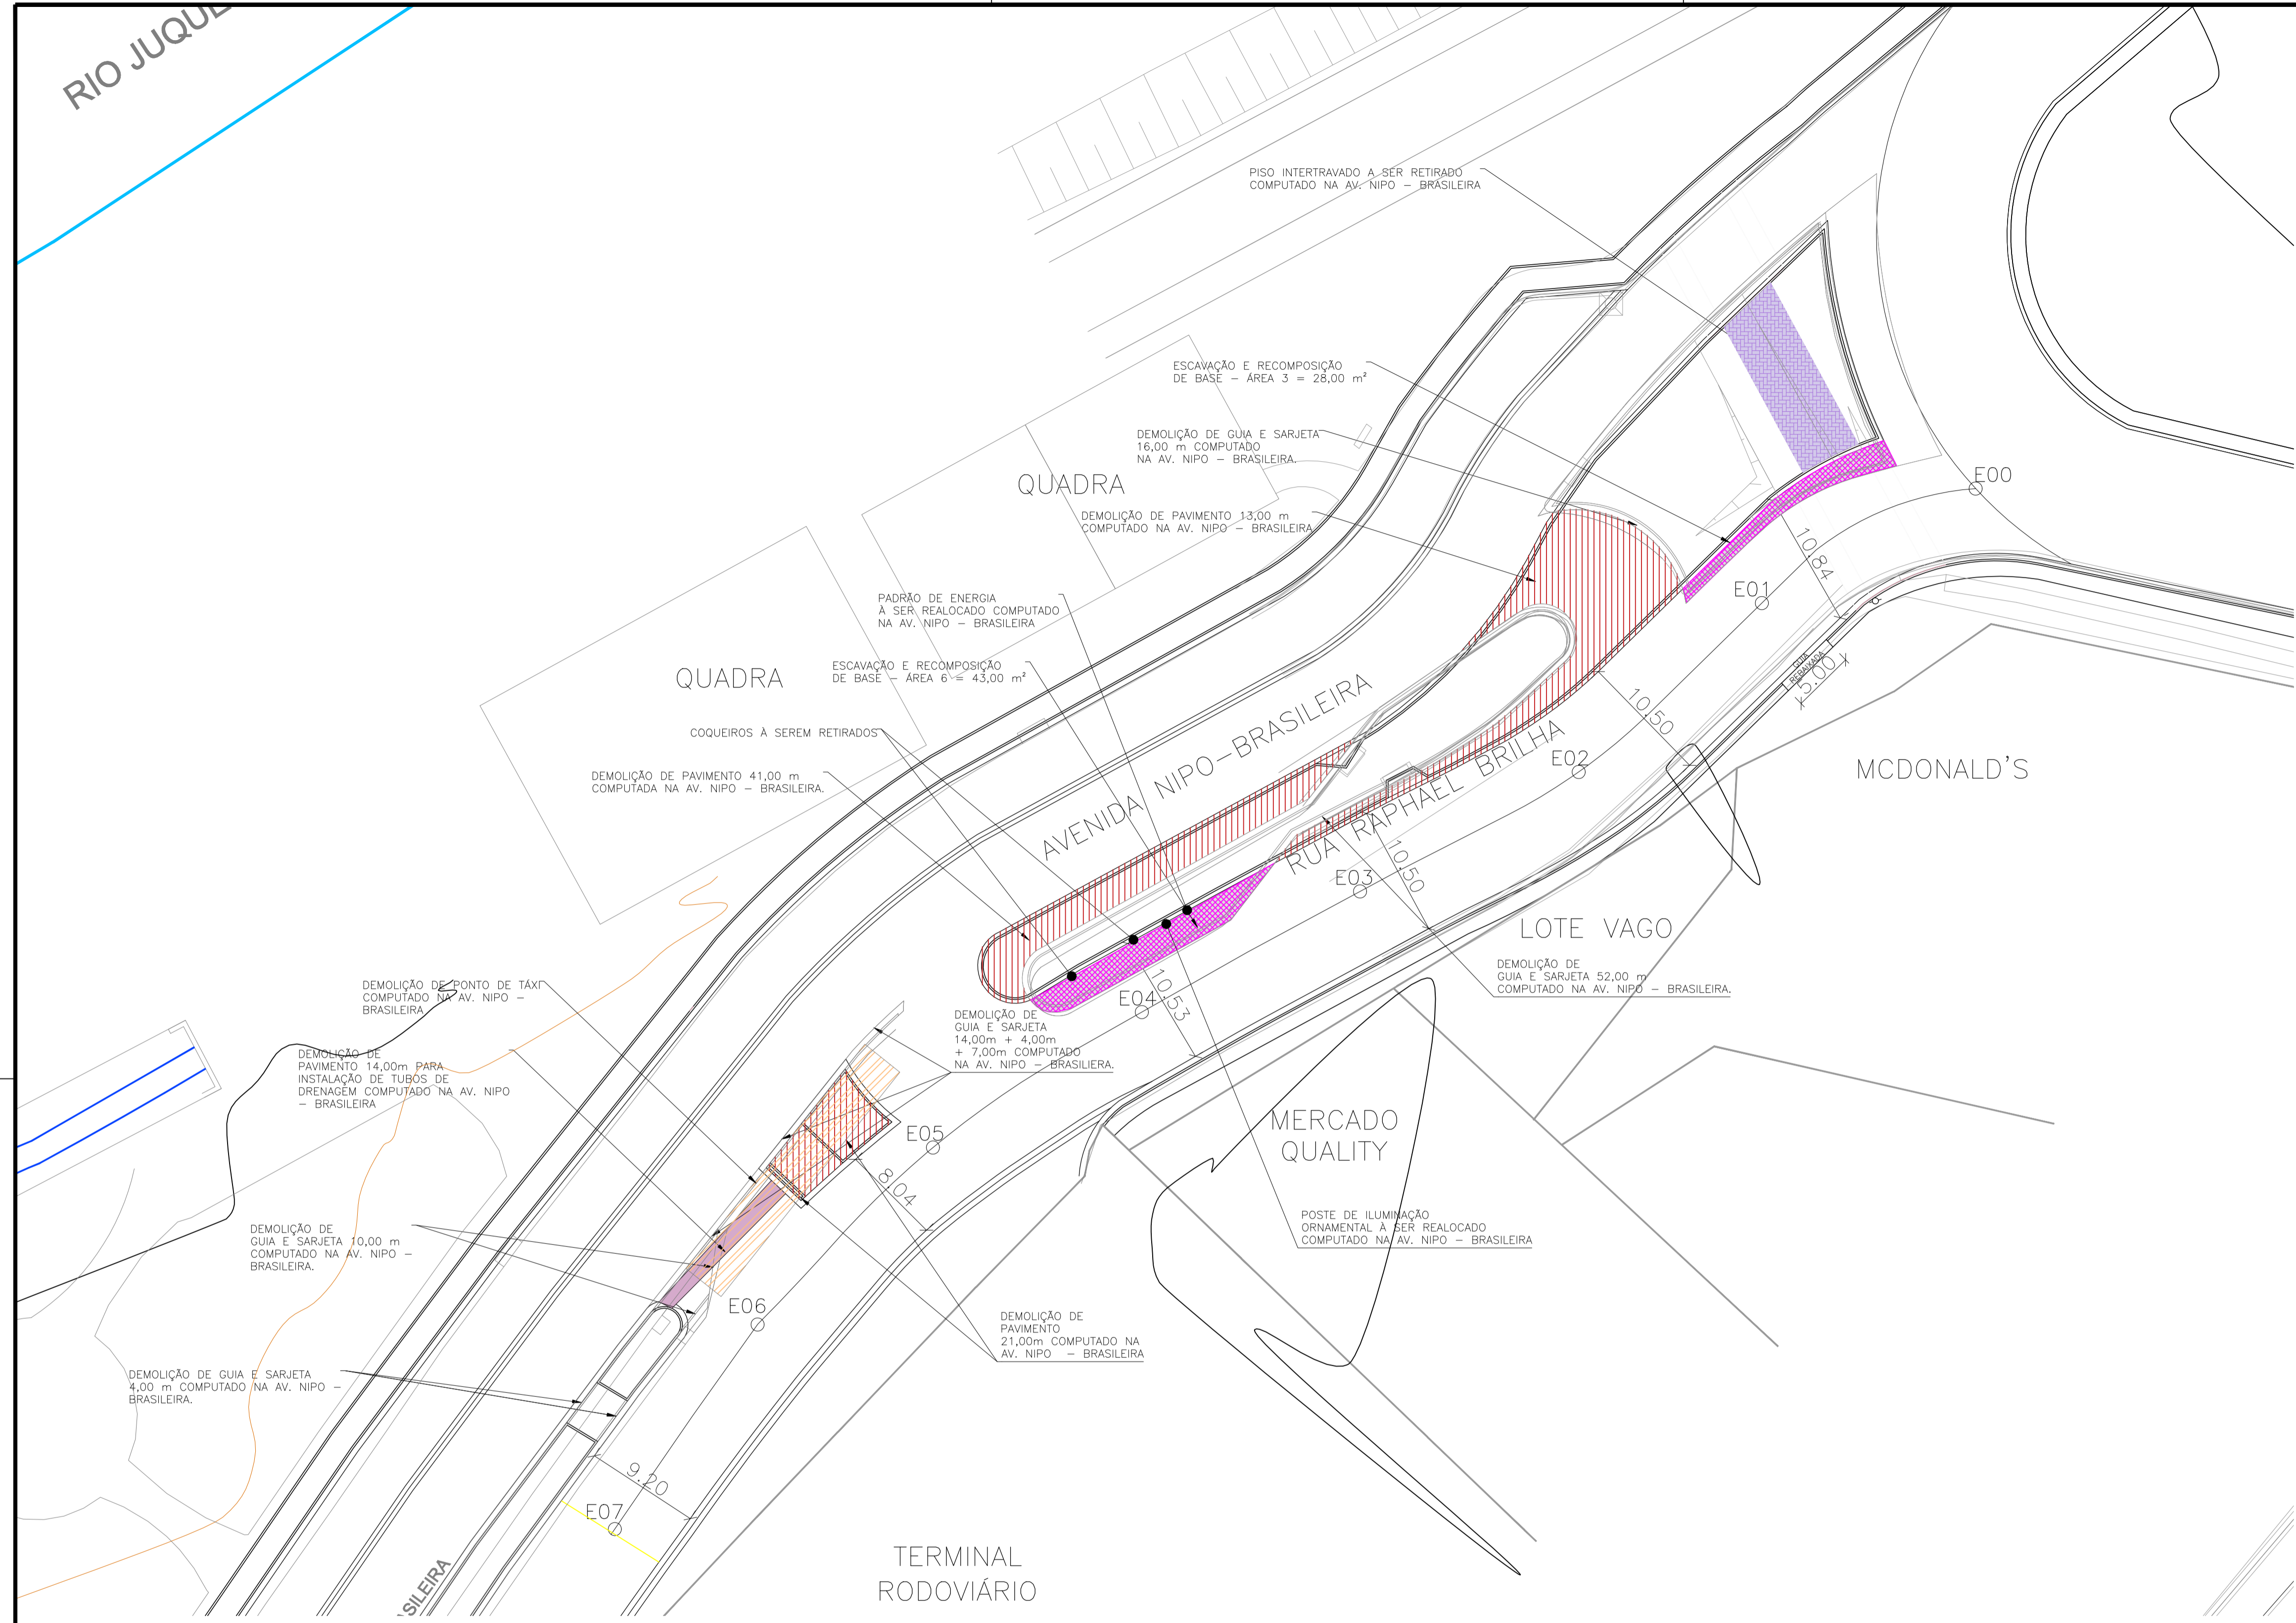 RIO JUQUE
PISO INTERTRAVADO A SER RETIRADO
COMPUTADO NA AV. NIPO – BRASILEIRA
ESCAVAÇÃO E RECOMPOSIÇÃO
DE BASE – ÁREA 3 = 28,00 m²
DEMOLIÇÃO DE GUIA E SARJETA
16,00 m COMPUTADO
NA AV. NIPO – BRASILEIRA.
QUADRA
DEMOLIÇÃO DE PAVIMENTO 13,00 m
COMPUTADO NA AV. NIPO – BRASILEIRA
E00
10.84
E01
PADRÃO DE ENERGIA
À SER REALOCADO COMPUTADO
NA AV. NIPO – BRASILEIRA
QUADRA
ESCAVAÇÃO E RECOMPOSIÇÃO
DE BASE – ÁREA 6 = 43,00 m²
GUIA
REBAIXADA
5.00
COQUEIROS À SEREM RETIRADOS
10.50
DEMOLIÇÃO DE PAVIMENTO 41,00 m
COMPUTADA NA AV. NIPO – BRASILEIRA.
AVENIDA NIPO-BRASILEIRA
RUA RAPHAEL BRILHA
E02
MCDONALD'S
10.50
E03
LOTE VAGO
DEMOLIÇÃO DE
GUIA E SARJETA 52,00 m
COMPUTADO NA AV. NIPO – BRASILEIRA.
DEMOLIÇÃO DE PONTO DE TÁXI
COMPUTADO NA AV. NIPO –
BRASILEIRA
10.53
E04
DEMOLIÇÃO DE
GUIA E SARJETA
14,00m + 4,00m
+ 7,00m COMPUTADO
NA AV. NIPO – BRASILIERA.
DEMOLIÇÃO DE
PAVIMENTO 14,00m PARA
INSTALAÇÃO DE TUBOS DE
DRENAGEM COMPUTADO NA AV. NIPO
– BRASILEIRA
E05
8.04
MERCADO
QUALITY
DEMOLIÇÃO DE
GUIA E SARJETA 10,00 m
COMPUTADO NA AV. NIPO –
BRASILEIRA.
POSTE DE ILUMINAÇÃO
ORNAMENTAL À SER REALOCADO
COMPUTADO NA AV. NIPO – BRASILEIRA
E06
DEMOLIÇÃO DE
PAVIMENTO
21,00m COMPUTADO NA
AV. NIPO – BRASILEIRA
DEMOLIÇÃO DE GUIA E SARJETA
4,00 m COMPUTADO NA AV. NIPO –
BRASILEIRA.
9.20
E07
TERMINAL
RODOVIÁRIO
SILEIRA